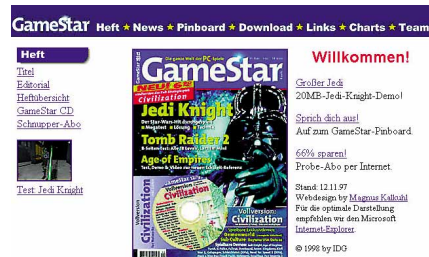 GameStar Heft ★ News ★ Pinboard ★ Download ★ Links ★ Charts ★ Team
Heft
Titel
Editorial
Heftübersicht
GameStar CD
Schnupper-Abo
Test: Jedi Knight
GameStar
Civilization
Jedi Knight
Tomb Raider 2
Age of Empires
Vollversion
Civilization
Vollversion:
Civilization
Willkommen!
Großer Jedi
20MB-Jedi-Knight-Demo!
Sprich dich aus!
Auf zum GameStar-Pinboard.
66% sparen!
Probe-Abo per Internet.
Stand: 12.11.97
Webdesign by Magnus Kalkuhl
Für die optimale Darstellung
empfehlen wir den Microsoft
Internet-Explorer.
© 1998 by IDG